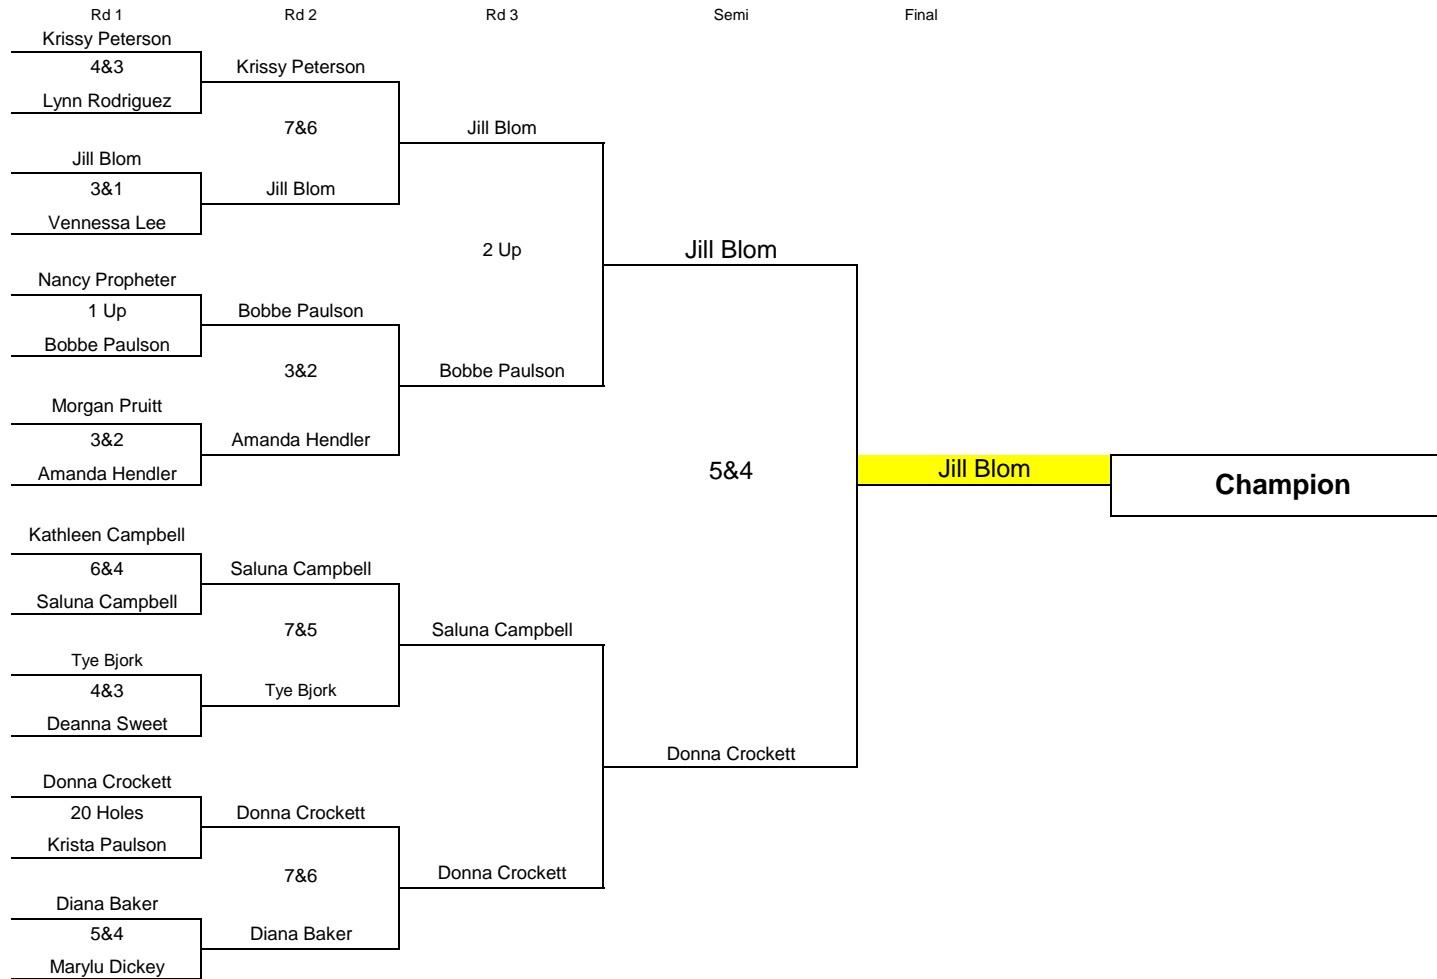 Rd 1 Rd 2 Rd 3 Semi Final
Krissy Peterson
4&3 Krissy Peterson
Lynn Rodriguez
7&6 Jill Blom
Jill Blom
3&1 Jill Blom
Vennessa Lee
2 Up Jill Blom
Nancy Propheter
1 Up Bobbe Paulson
Bobbe Paulson
3&2 Bobbe Paulson
Morgan Pruitt
3&2 Amanda Hendler
Amanda Hendler
5&4 Jill Blom
Champion
Kathleen Campbell
6&4 Saluna Campbell
Saluna Campbell
7&5 Saluna Campbell
Tye Bjork
4&3 Tye Bjork
Deanna Sweet
Donna Crockett
Donna Crockett
20 Holes Donna Crockett
Krista Paulson
7&6 Donna Crockett
Diana Baker
5&4 Diana Baker
Marylu Dickey